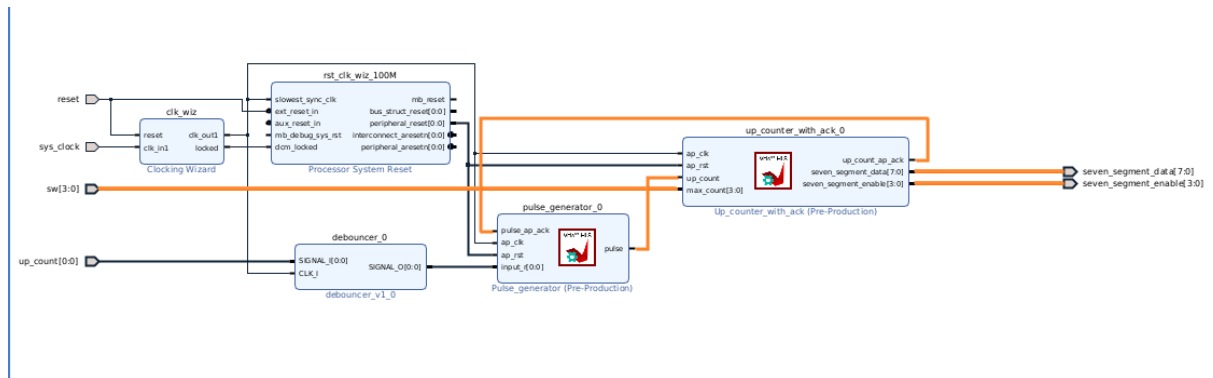 rst_clk_wiz_100M
reset
slowest_sync_clk
mb_reset
ext_reset_in
bus_struct_reset[0:0]
clk_wiz
aux_reset_in
peripheral_reset[0:0]
reset
clk_out1
mb_debug_sys_rst
interconnect_aresetn[0:0]
sys_clock
clk_in1
locked
dcm_locked
peripheral_aresetn[0:0]
Clocking Wizard
Processor System Reset
up_counter_with_ack_0
ap_clk
up_count_ap_ack
ap_rst
seven_segment_data[7:0]
seven_segment_data[7:0]
up_count
seven_segment_enable[3:0]
seven_segment_enable[3:0]
max_count[3:0]
Up_counter_with_ack (Pre-Production)
sw[3:0]
pulse_generator_0
pulse_ap_ack
ap_clk
pulse
ap_rst
input_r[0:0]
Pulse_generator (Pre-Production)
debouncer_0
up_count[0:0]
SIGNAL_I[0:0]
SIGNAL_O[0:0]
CLK_I
debouncer_v1_0